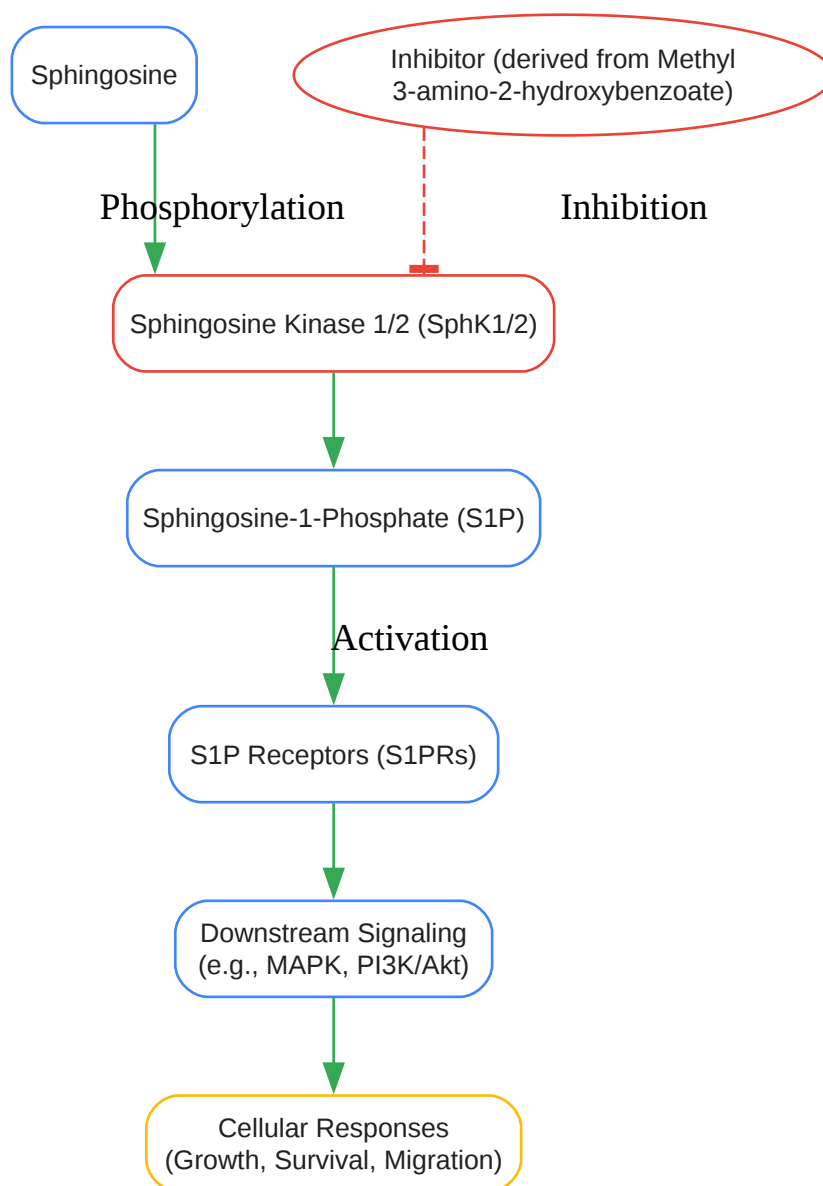 Sphingosine
Inhibitor (derived from Methyl
3-amino-2-hydroxybenzoate)
Phosphorylation
Inhibition
Sphingosine Kinase 1/2 (SphK1/2)
Sphingosine-1-Phosphate (S1P)
Activation
S1P Receptors (S1PRs)
Downstream Signaling
(e.g., MAPK, PI3K/Akt)
Cellular Responses
(Growth, Survival, Migration)